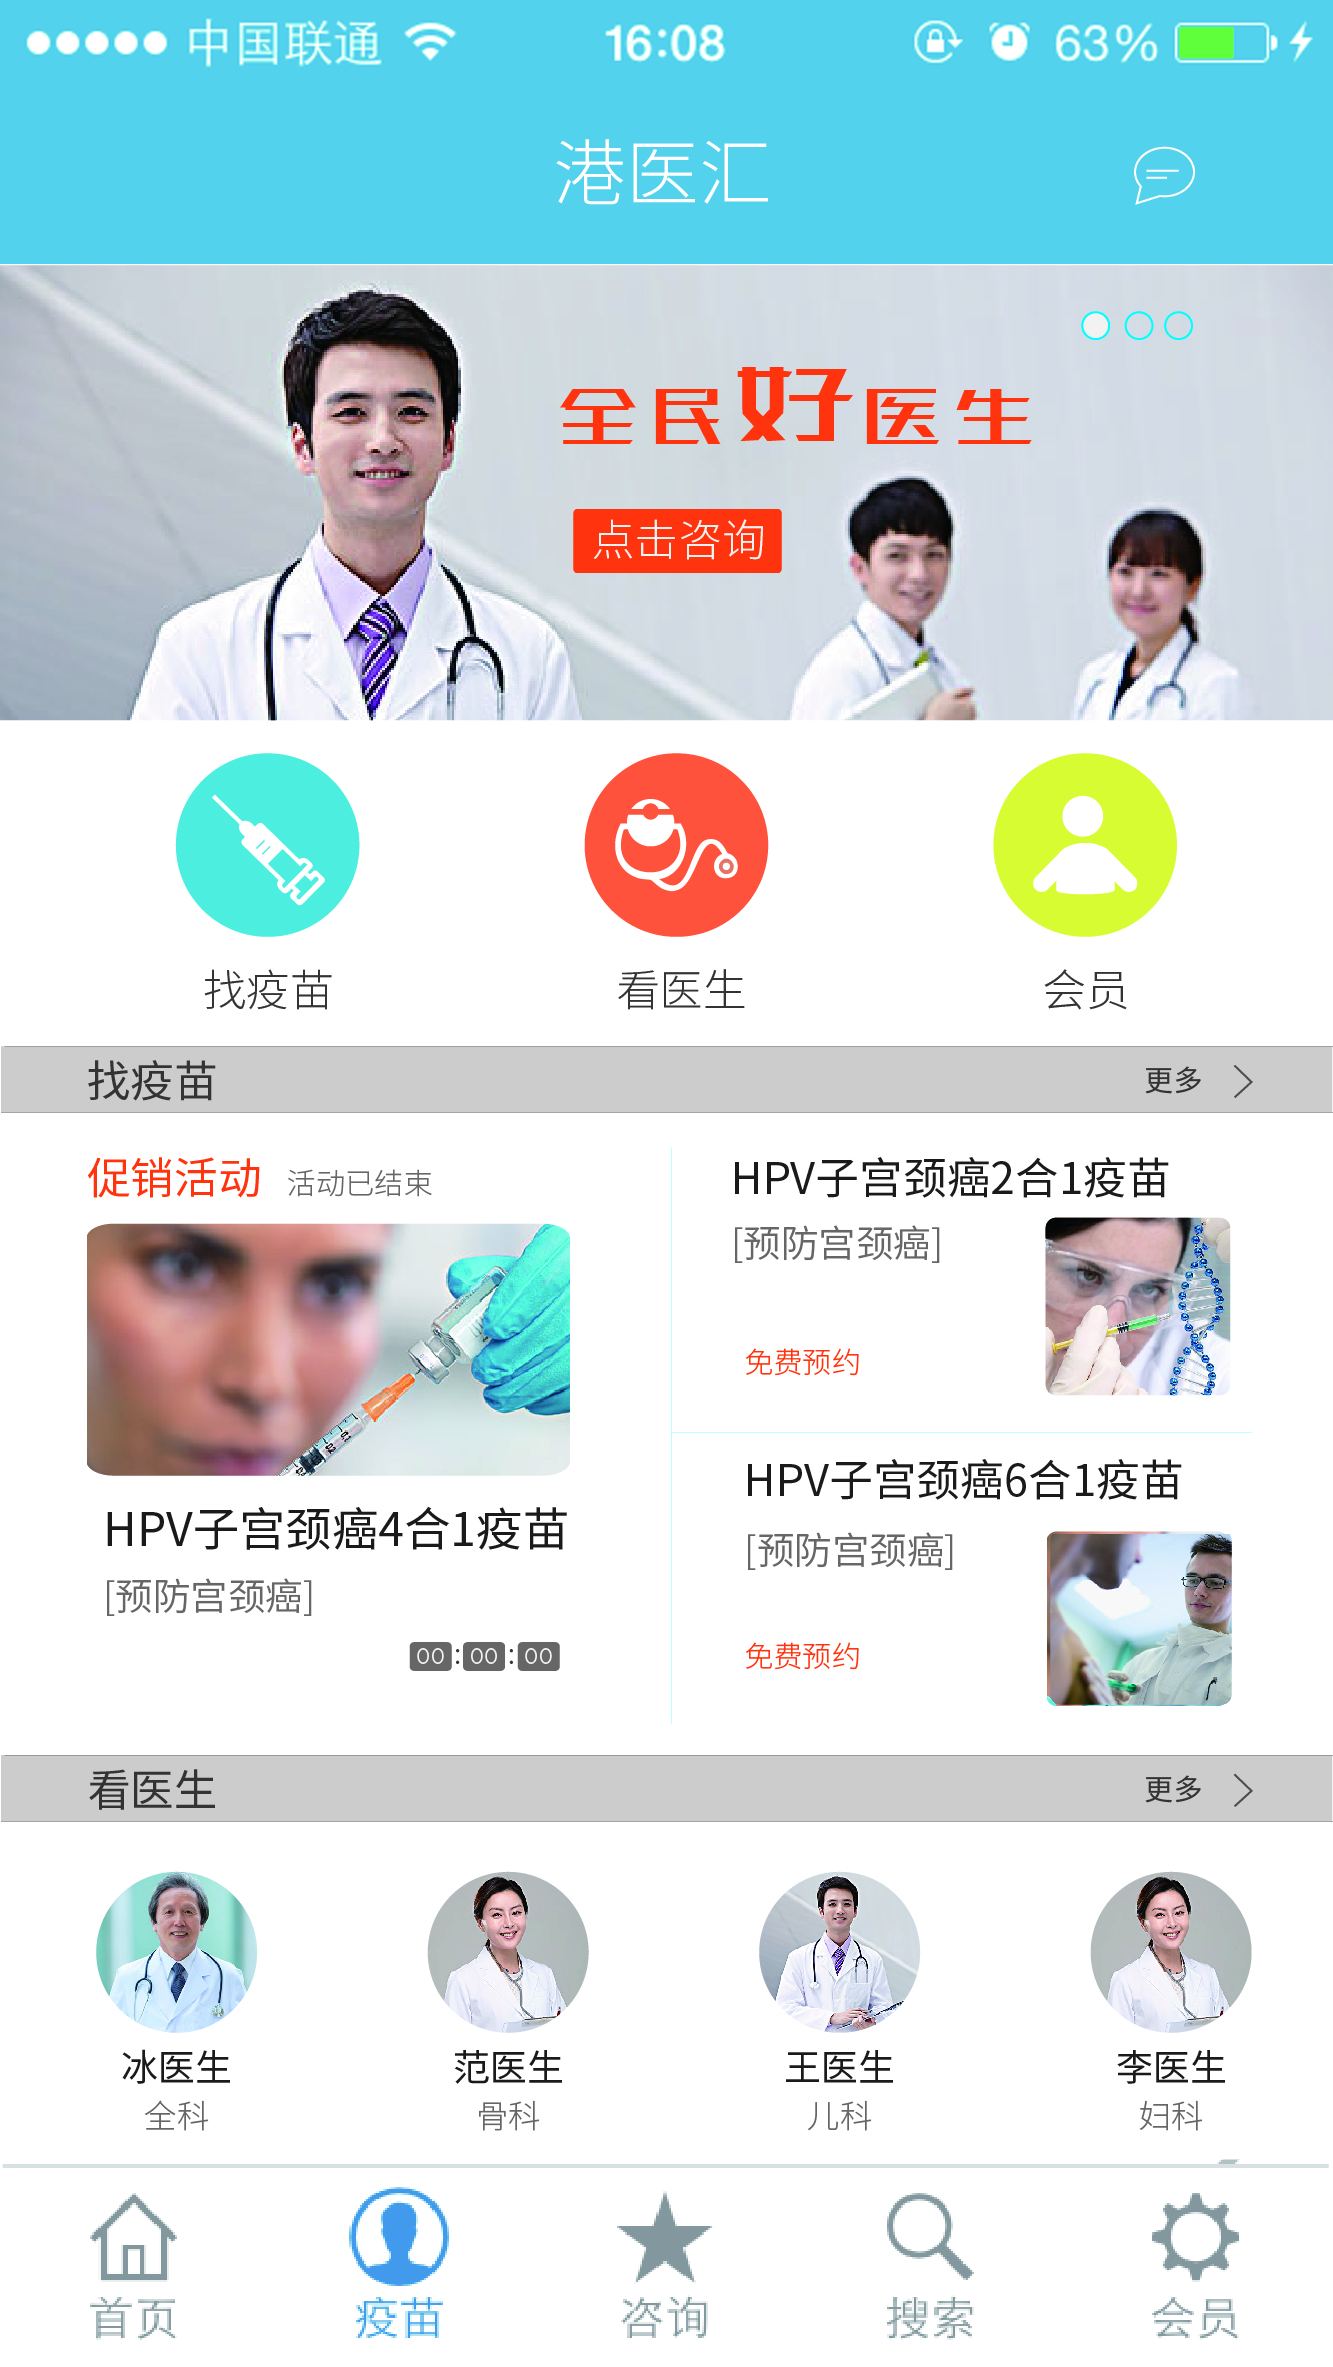 中国联通 16:08 63%
港医汇
全民好医生
点击咨询
找疫苗 看医生 会员
找疫苗 更多
促销活动 活动已结束
HPV子宫颈癌4合1疫苗
[预防宫颈癌]
00:00:00
HPV子宫颈癌2合1疫苗
[预防宫颈癌]
免费预约
HPV子宫颈癌6合1疫苗
[预防宫颈癌]
免费预约
看医生 更多
冰医生 范医生 王医生 李医生
全科 骨科 儿科 妇科
首页 疫苗 咨询 搜索 会员